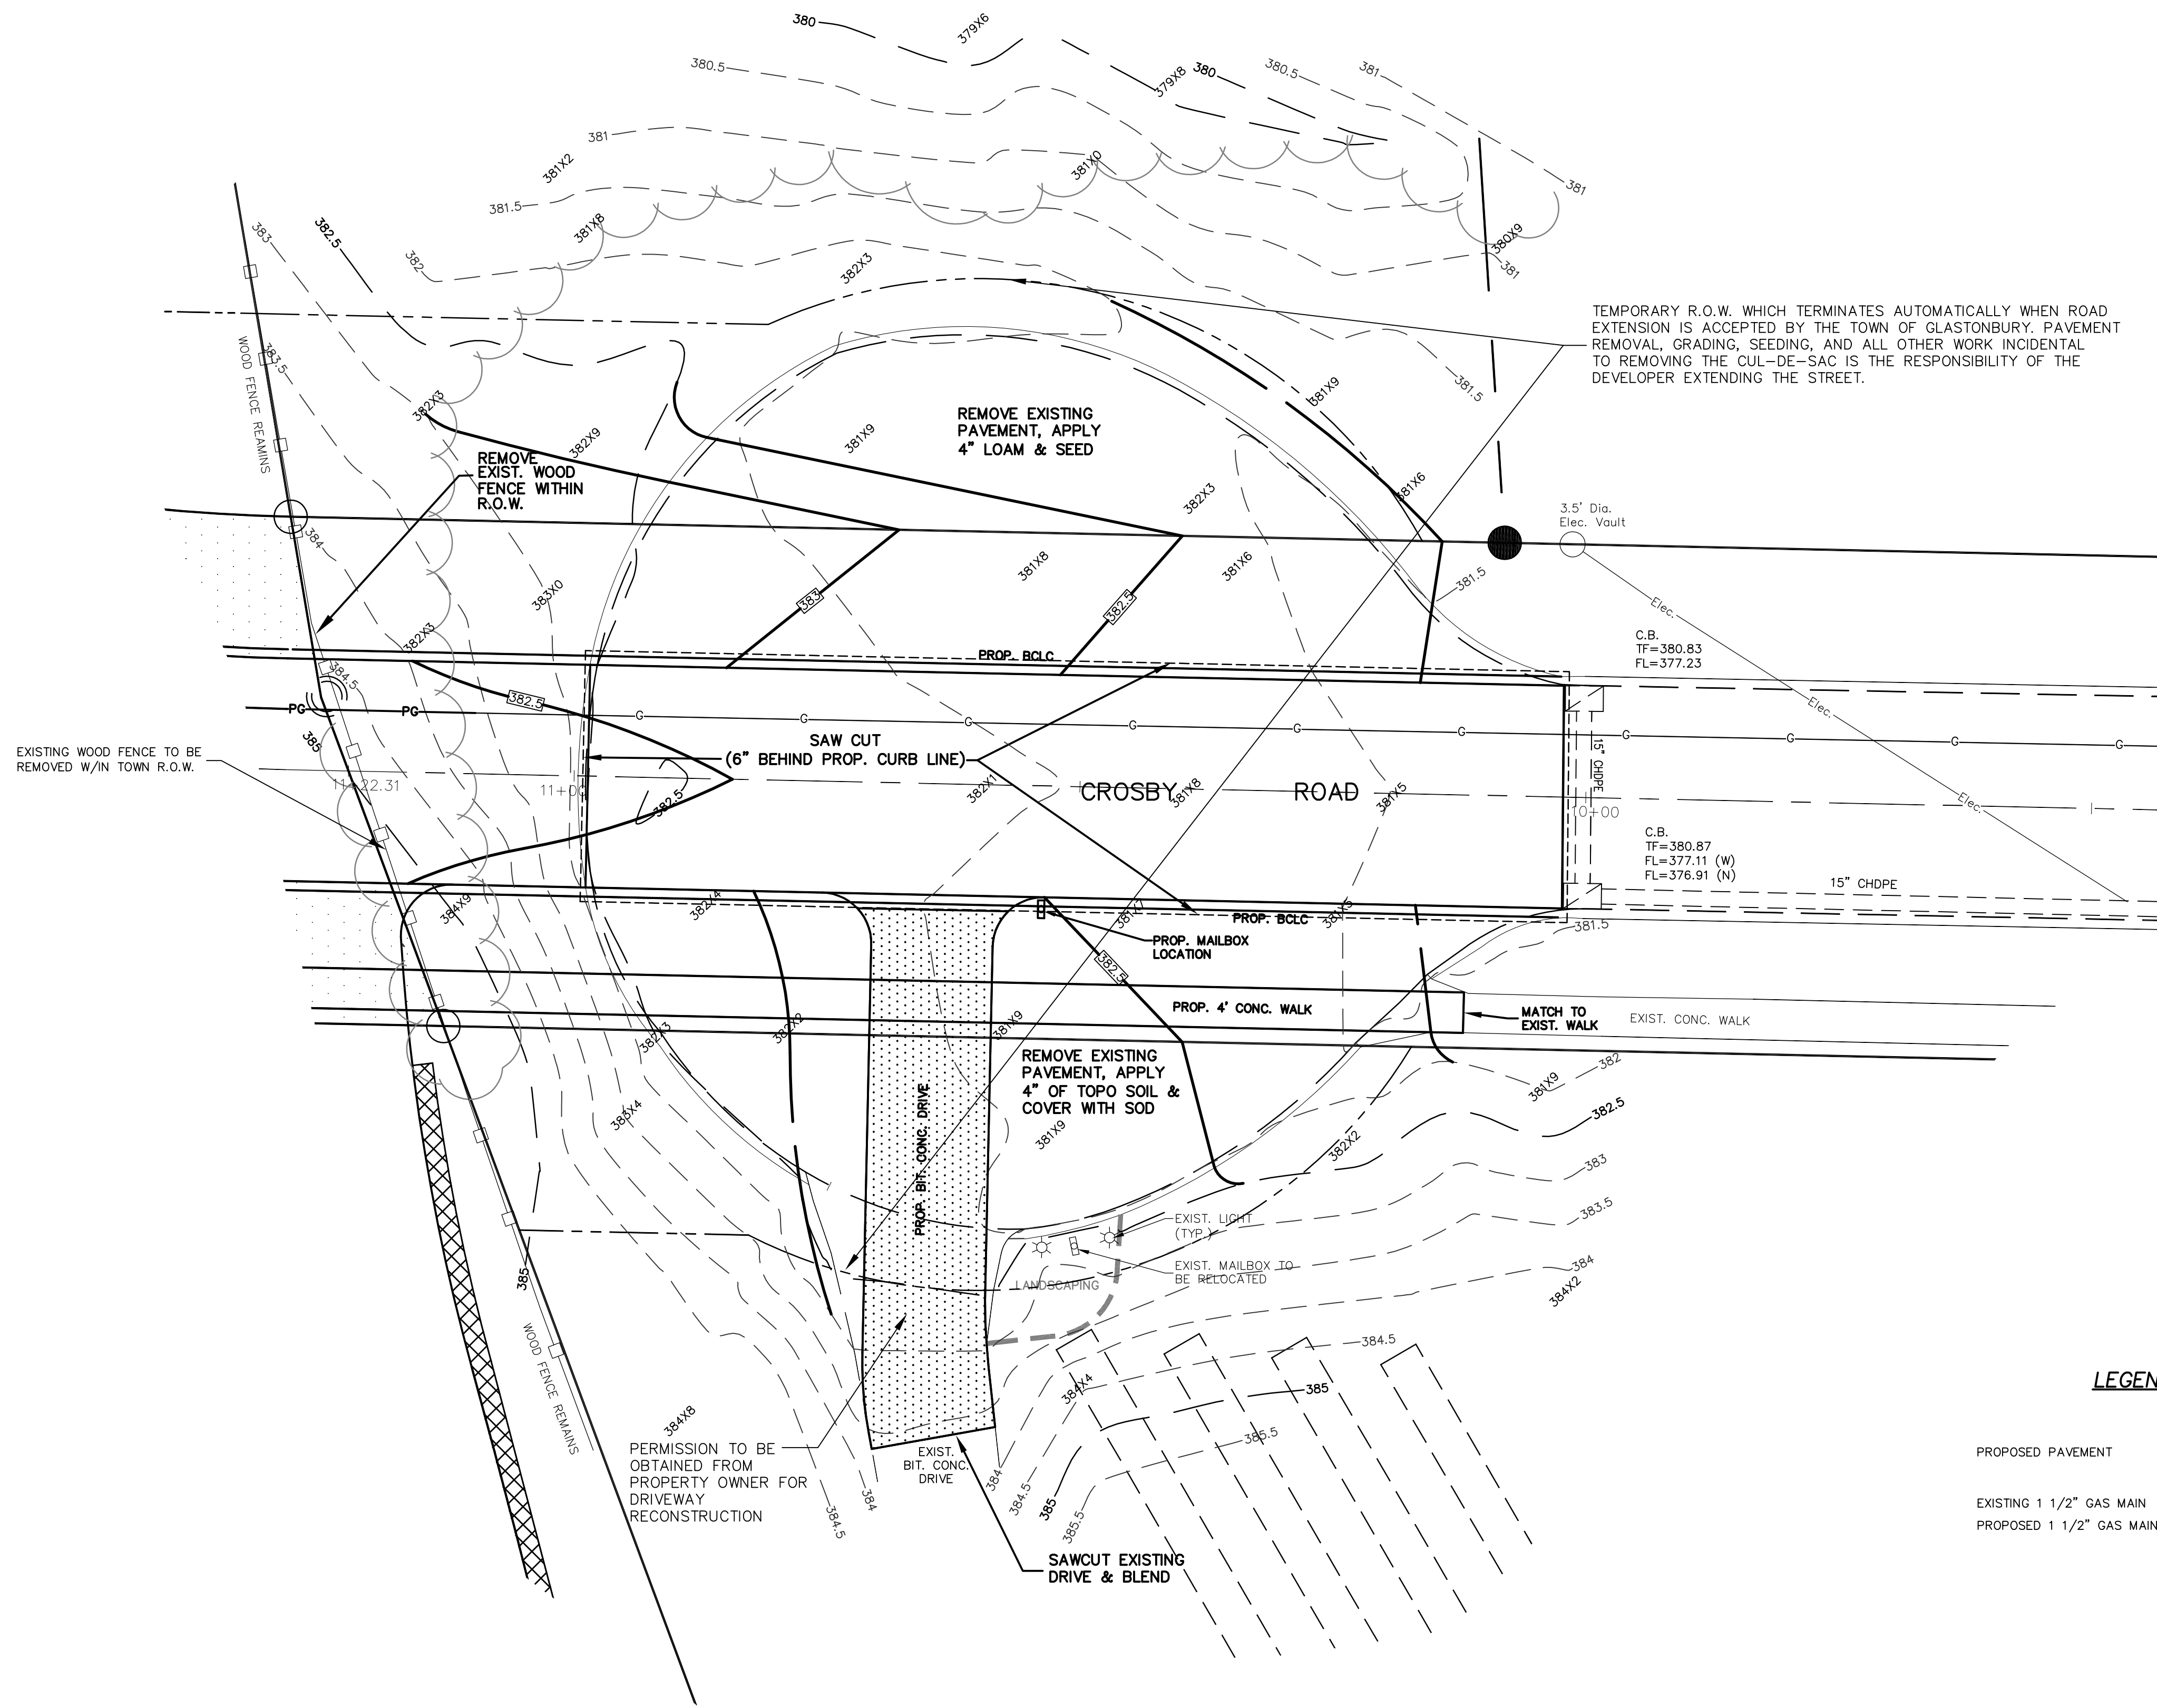 380
379X6
380.5
379X8
380
380.5
381
381
381X2
381X0
381.5
381X8
381
383
382.5
382
382X3
380X9
381
TEMPORARY R.O.W. WHICH TERMINATES AUTOMATICALLY WHEN ROAD
EXTENSION IS ACCEPTED BY THE TOWN OF GLASTONBURY. PAVEMENT
REMOVAL, GRADING, SEEDING, AND ALL OTHER WORK INCIDENTAL
TO REMOVING THE CUL-DE-SAC IS THE RESPONSIBILITY OF THE
DEVELOPER EXTENDING THE STREET.
WOOD FENCE REAMINS
383.5
382X3
382X9
381X9
REMOVE EXISTING
PAVEMENT, APPLY
4" LOAM & SEED
381X9
381.5
REMOVE
EXIST. WOOD
FENCE WITHIN
R.O.W.
382X3
381X6
3.5' Dia.
Elec. Vault
384
383X0
383
381X8
382.5
381X6
381.5
Elec.
382X3
384.5
PROP. BCLC
C.B.
TF=380.83
FL=377.23
382.5
PG
PG
G
G
G
G
G
G
G
G
G
G
385
Elec.
EXISTING WOOD FENCE TO BE
REMOVED W/IN TOWN R.O.W.
SAW CUT
(6" BEHIND PROP. CURB LINE)
15" CHDPE
11+22.31
11+00
382.5
382X1
CROSBY ROAD
381X8
381X5
10+00
Elec.
C.B.
TF=380.87
FL=377.11 (W)
FL=376.91 (N)
15" CHDPE
384X9
382X4
381X7
PROP. BCLC
381X5
381.5
PROP. MAILBOX
LOCATION
382.5
382X3
382X2
381X9
PROP. 4' CONC. WALK
MATCH TO
EXIST. WALK
EXIST. CONC. WALK
REMOVE EXISTING
PAVEMENT, APPLY
4" OF TOPO SOIL &
COVER WITH SOD
382
381X9
382.5
383X4
381X9
382X2
PROP. BIT. CONC. DRIVE
383
383.5
EXIST. LIGHT
(TYP.)
EXIST. MAILBOX TO
BE RELOCATED
LANDSCAPING
384
384X2
385
WOOD FENCE REMAINS
384.5
385
384X4
LEGEN
384X8
PERMISSION TO BE
OBTAINED FROM
PROPERTY OWNER FOR
DRIVEWAY
RECONSTRUCTION
EXIST.
BIT. CONC.
DRIVE
385.5
384
384.5
384
384.5
385
385.5
PROPOSED PAVEMENT
EXISTING 1 1/2" GAS MAIN
PROPOSED 1 1/2" GAS MAIN
SAWCUT EXISTING
DRIVE & BLEND